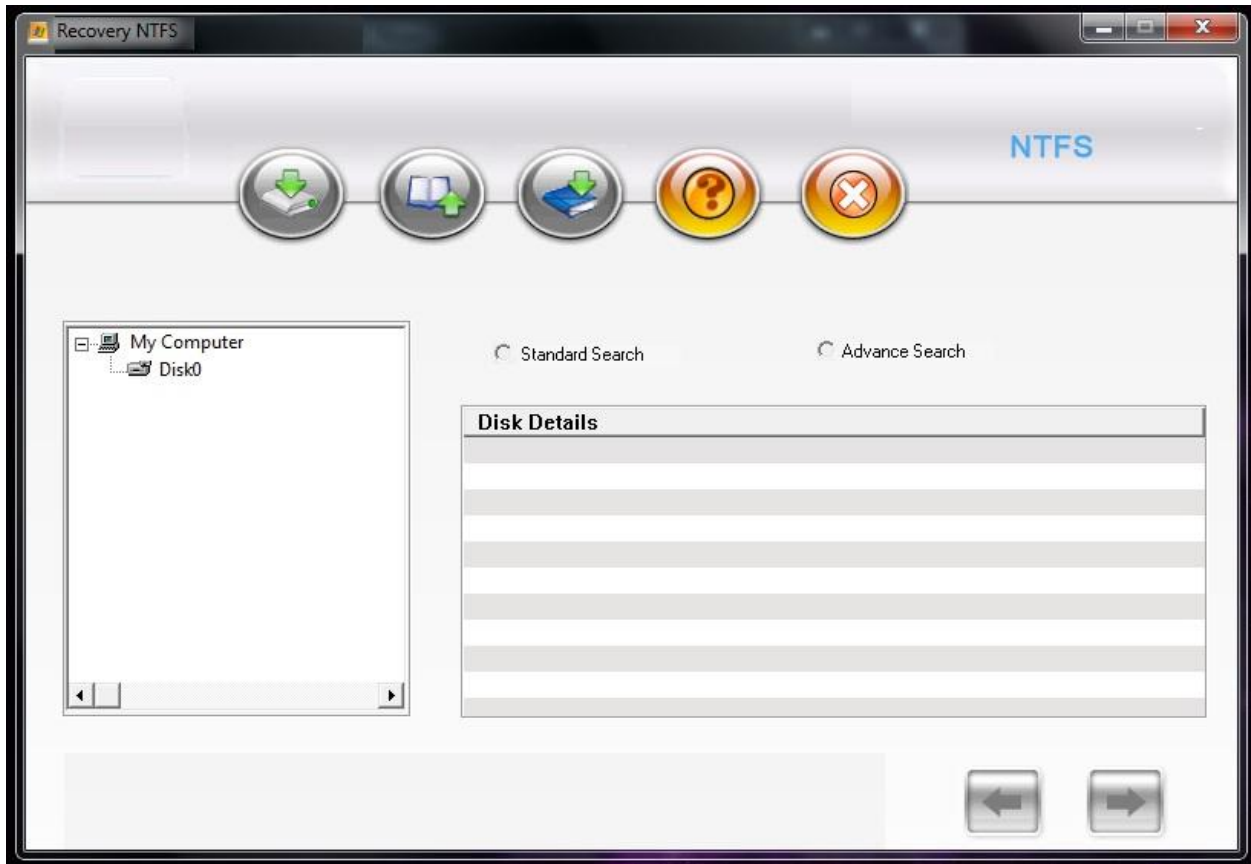 Recovery NTFS
NTFS
My Computer
Disk0
Standard Search
Advance Search
Disk Details